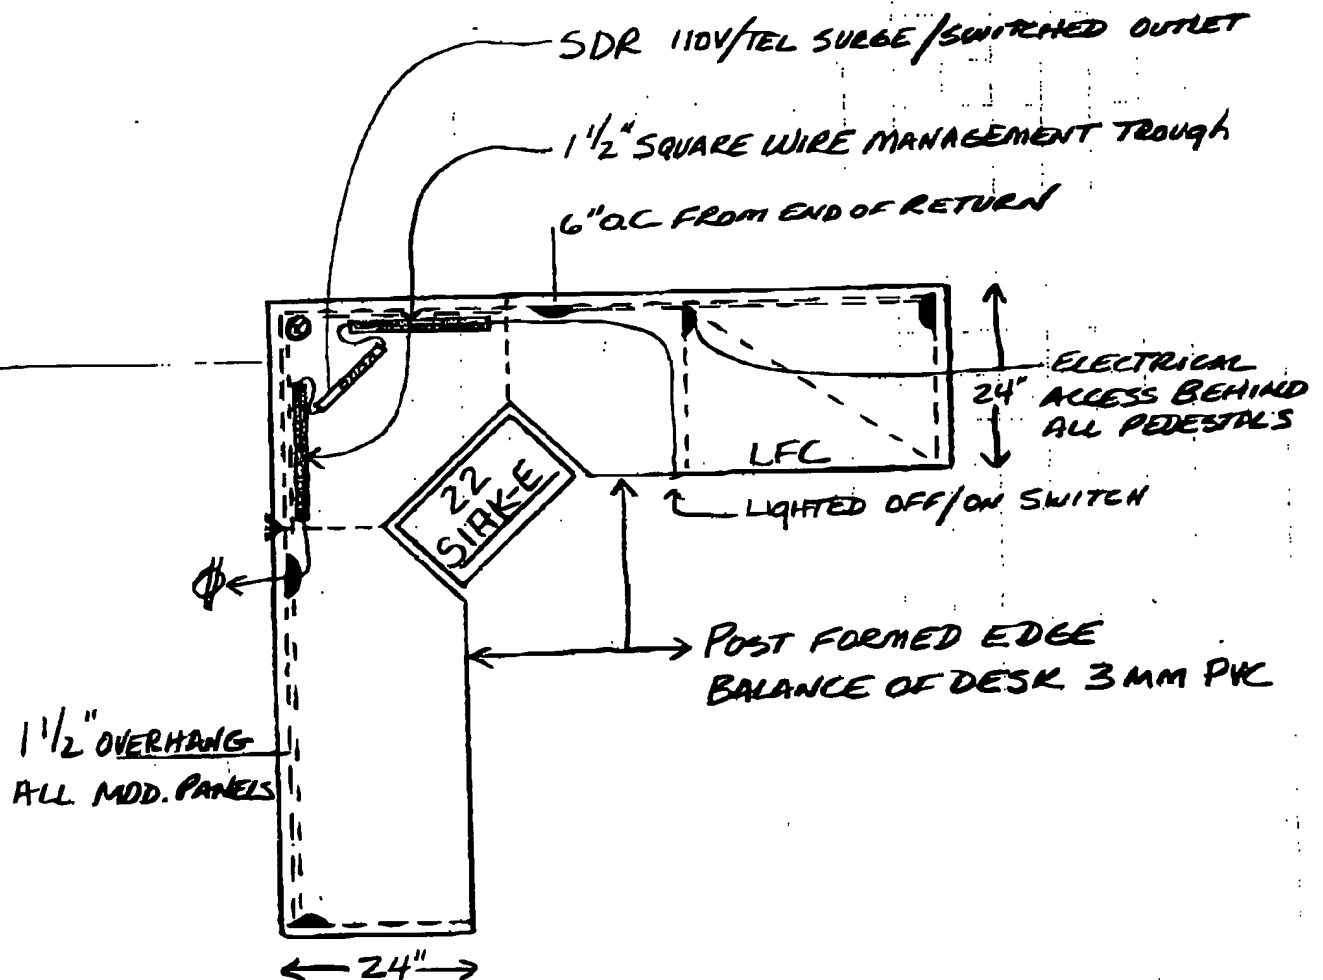 SDR 110V/TEL SURGE/SWITCHED OUTLET
1 1/2" SQUARE WIRE MANAGEMENT TROUGH
6" O.C FROM END OF RETURN
ELECTRICAL
ACCESS BEHIND
ALL PEDESTALS
24"
LFC
22
SIRK-E
LIGHTED OFF/ON SWITCH
POST FORMED EDGE
BALANCE OF DESK 3 MM PVC
1 1/2" OVERHANG
ALL MOD. PANELS
24"